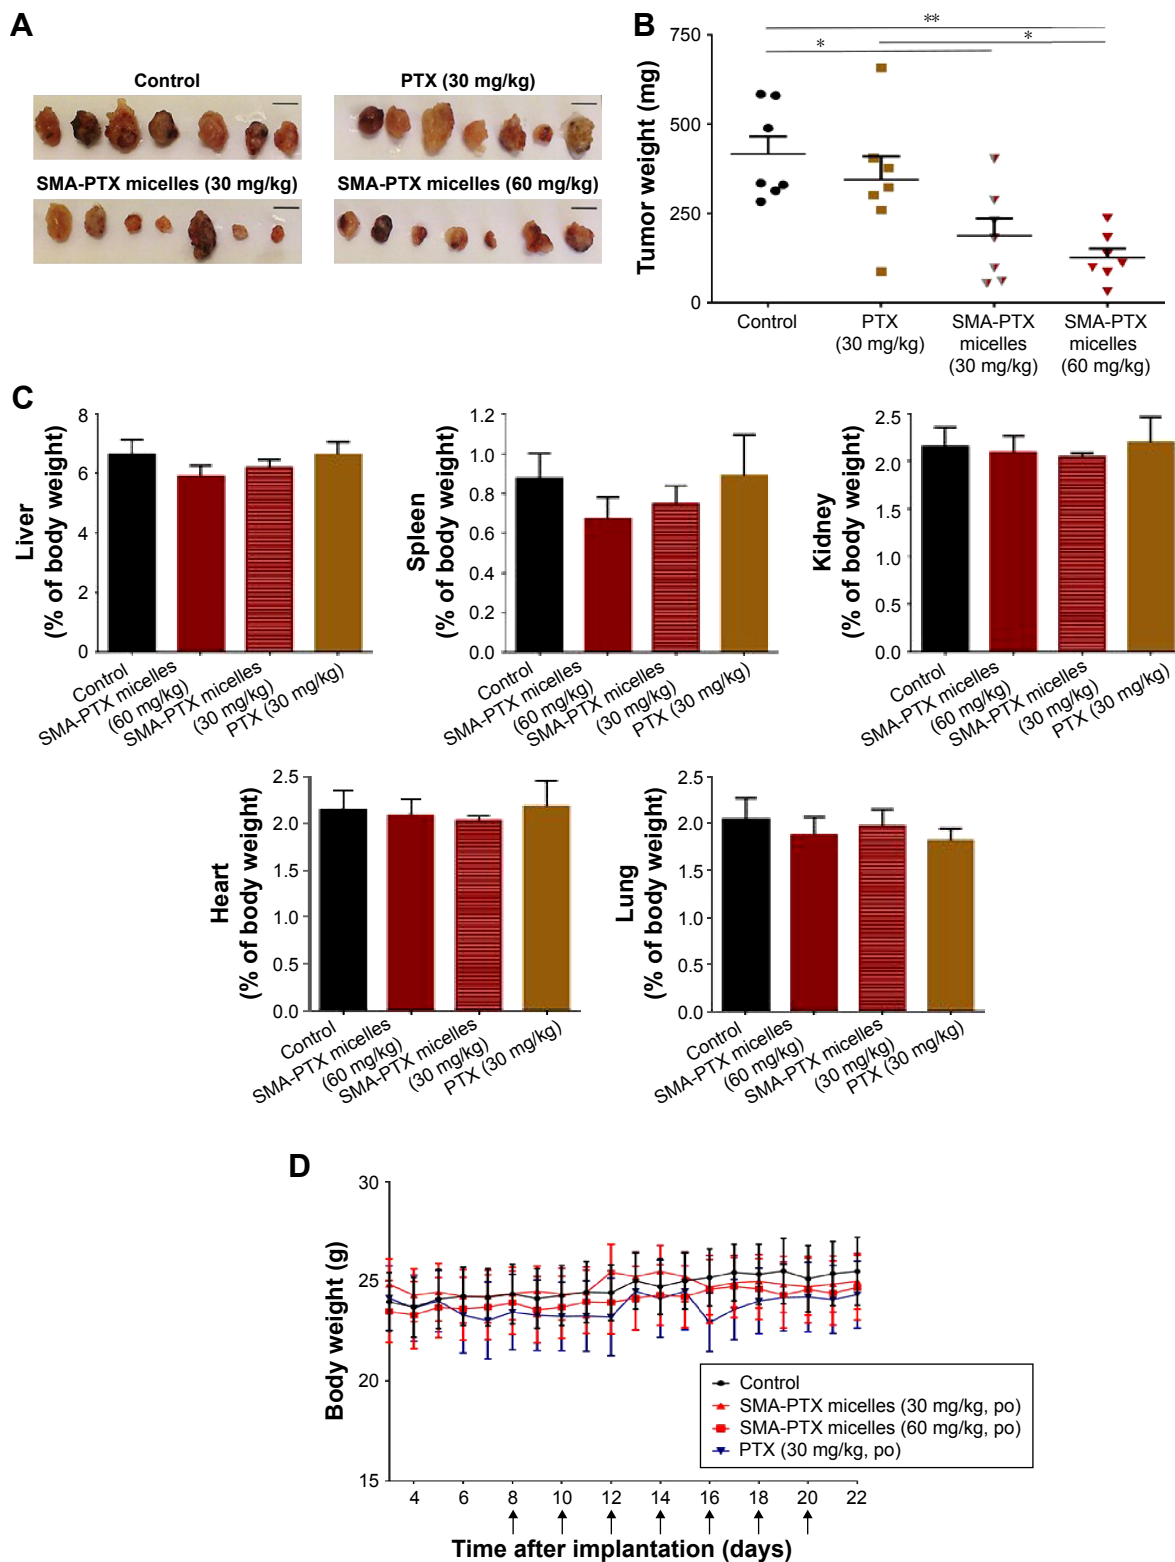 A
Control
PTX (30 mg/kg)
SMA-PTX micelles (30 mg/kg)
SMA-PTX micelles (60 mg/kg)
B
**
*
*
Tumor weight (mg)
750
500
250
0
Control
PTX
(30 mg/kg)
SMA-PTX
micelles
(30 mg/kg)
SMA-PTX
micelles
(60 mg/kg)
C
Liver
(% of body weight)
8
6
4
2
0
Control
SMA-PTX micelles
(60 mg/kg)
SMA-PTX micelles
(30 mg/kg)
PTX (30 mg/kg)
Spleen
(% of body weight)
1.2
1.0
0.8
0.6
0.4
0.2
0.0
Control
SMA-PTX micelles
(60 mg/kg)
SMA-PTX micelles
(30 mg/kg)
PTX (30 mg/kg)
Kidney
(% of body weight)
2.5
2.0
1.5
1.0
0.5
0.0
Control
SMA-PTX micelles
(60 mg/kg)
SMA-PTX micelles
(30 mg/kg)
PTX (30 mg/kg)
Heart
(% of body weight)
2.5
2.0
1.5
1.0
0.5
0.0
Control
SMA-PTX micelles
(60 mg/kg)
SMA-PTX micelles
(30 mg/kg)
PTX (30 mg/kg)
Lung
(% of body weight)
2.5
2.0
1.5
1.0
0.5
0.0
Control
SMA-PTX micelles
(60 mg/kg)
SMA-PTX micelles
(30 mg/kg)
PTX (30 mg/kg)
D
Body weight (g)
30
25
20
15
Control
SMA-PTX micelles (30 mg/kg, po)
SMA-PTX micelles (60 mg/kg, po)
PTX (30 mg/kg, po)
4 6 8 10 12 14 16 18 20 22
Time after implantation (days)